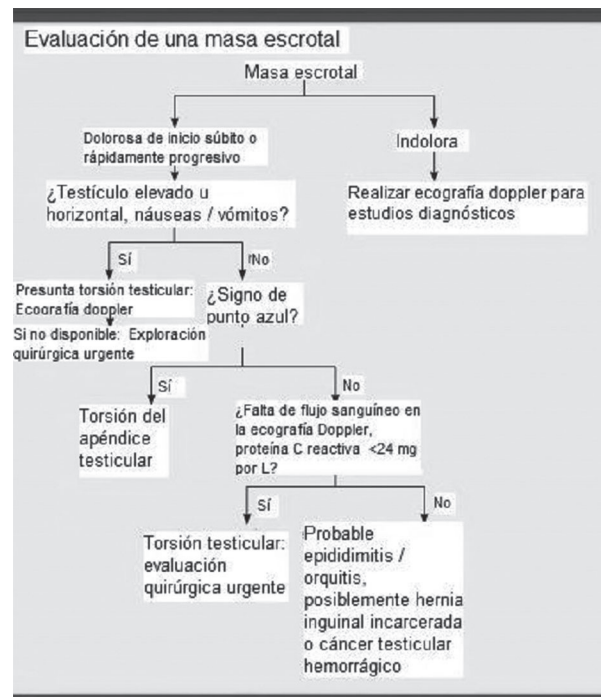 Evaluación de una masa escrotal
Masa escrotal
Dolorosa de inicio súbito o
rápidamente progresivo
Indolora
¿Testículo elevado u
horizontal, náuseas / vómitos?
Realizar ecografía doppler para
estudios diagnósticos
Sí
No
Presunta torsión testicular:
Ecoorafía doppler
Si no disponible: Exploración
quirúrgica urgente
¿Signo de
punto azul?
Sí
No
Torsión del
apéndice
testicular
¿Falta de flujo sanguíneo en
la ecografía Doppler,
proteína C reactiva <24 mg
por L?
Sí
No
Torsión testicular:
evaluación
quirúrgica urgente
Probable
epididimitis /
orquitis,
posiblemente hernia
inguinal incarcerada
o cáncer testicular
hemorrágico